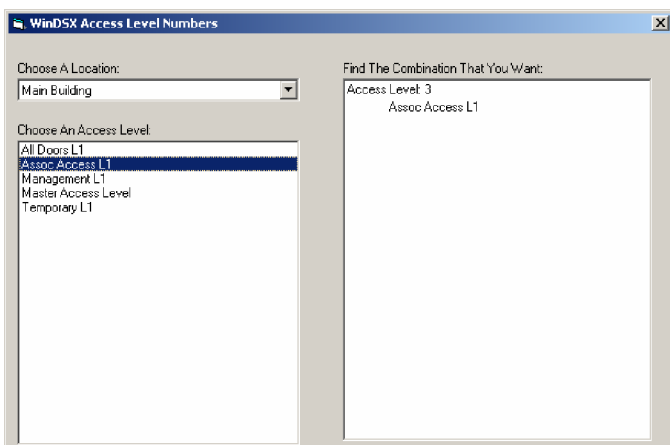 WinDSX Access Level Numbers
Choose A Location:
Main Building
Choose An Access Level:
All Doors L1
Assoc Access L1
Management L1
Master Access Level
Temporary L1
Find The Combination That You Want:
Access Level: 3
Assoc Access L1